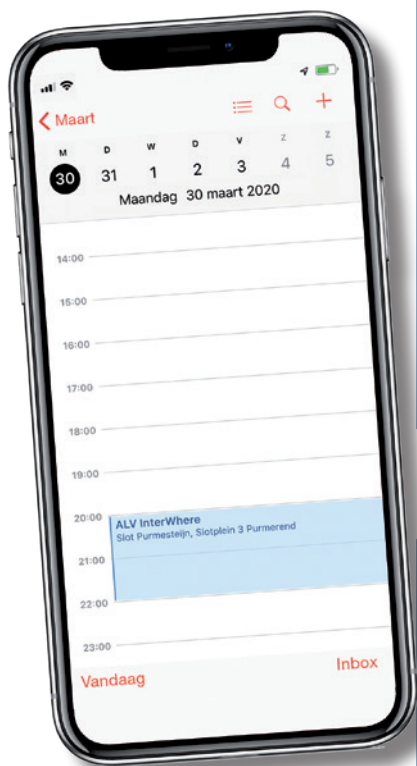 Maart
M D W D V Z Z
30 31 1 2 3 4 5
Maandag 30 maart 2020
14:00
15:00
16:00
17:00
18:00
19:00
20:00
ALV InterWhere
Slot Purmesteijn, Slotplein 3 Purmerend
21:00
22:00
23:00
Vandaag Inbox